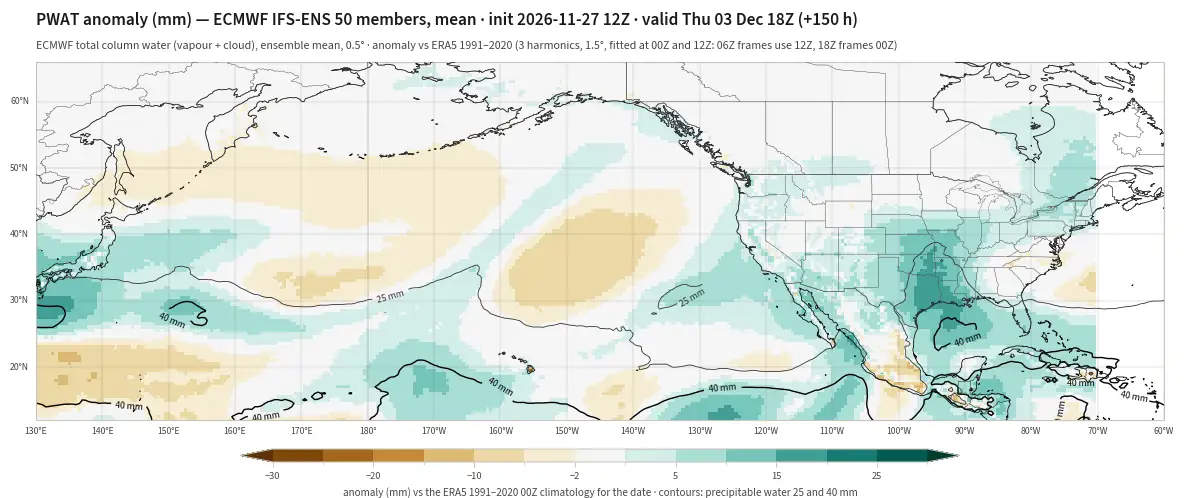 PWAT anomaly (mm) — ECMWF IFS-ENS 50 members, mean · init 2026-11-27 12Z · valid Thu 03 Dec 18Z (+150 h)
ECMWF total column water (vapour + cloud), ensemble mean, 0.5° · anomaly vs ERA5 1991–2020 (3 harmonics, 1.5°, fitted at 00Z and 12Z: 06Z frames use 12Z, 18Z frames 00Z)
60°N
50°N
40°N
30°N
20°N
25 mm
25 mm
40 mm
40 mm
40 mm
40 mm
40 mm
40 mm
40 mm
40 mm
mm
130°E 140°E 150°E 160°E 170°E 180° 170°W 160°W 150°W 140°W 130°W 120°W 110°W 100°W 90°W 80°W 70°W 60°W
−30 −20 −10 −2 5 15 25
anomaly (mm) vs the ERA5 1991–2020 00Z climatology for the date · contours: precipitable water 25 and 40 mm